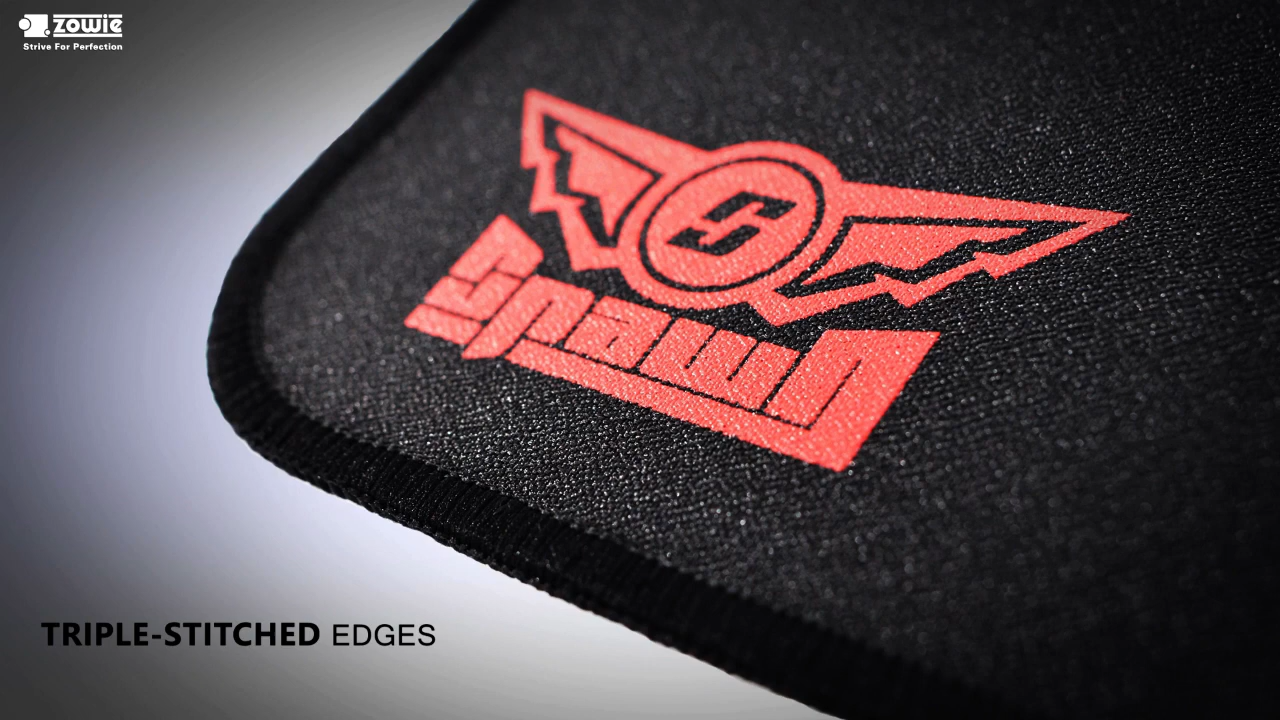 ZOWIE
Strive For Perfection
S
Spawn
TRIPLE-STITCHED EDGES